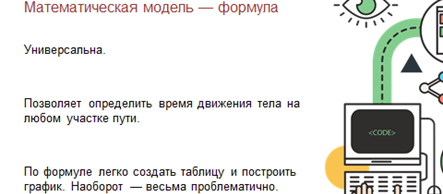 Математическая модель — формула
Универсальна.
Позволяет определить время движения тела на
любом участке пути.
По формуле легко создать таблицу и построить
график. Наоборот — весьма проблематично.
<CODE>